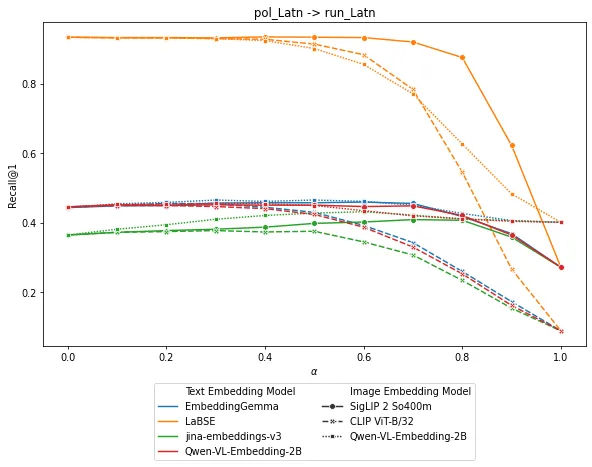 pol_Latn -> run_Latn
Recall@1
0.8
0.6
0.4
0.2
0.0 0.2 0.4 0.6 0.8 1.0
α
Text Embedding Model
EmbeddingGemma
LaBSE
jina-embeddings-v3
Qwen-VL-Embedding-2B
Image Embedding Model
SigLIP 2 So400m
CLIP ViT-B/32
Qwen-VL-Embedding-2B